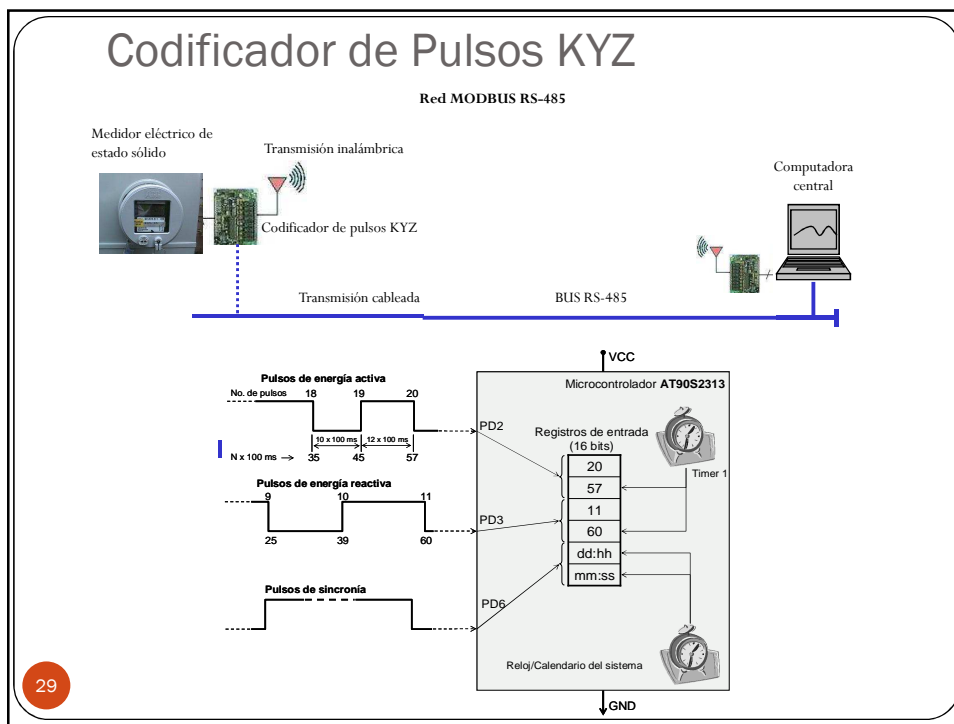 Codificador de Pulsos KYZ
Red MODBUS RS-485
Medidor eléctrico de
estado sólido
Transmisión inalámbrica
Codificador de pulsos KYZ
Computadora
central
Transmisión cableada
BUS RS-485
VCC
Microcontrolador AT90S2313
Pulsos de energía activa
No. de pulsos 18 19 20
10 x 100 ms 12 x 100 ms
N x 100 ms → 35 45 57
PD2
Registros de entrada
(16 bits)
20
57
11
60
dd:hh
mm:ss
Timer 1
Pulsos de energía reactiva
9 10 11
25 39 60
PD3
Pulsos de sincronía
PD6
Reloj/Calendario del sistema
GND
29